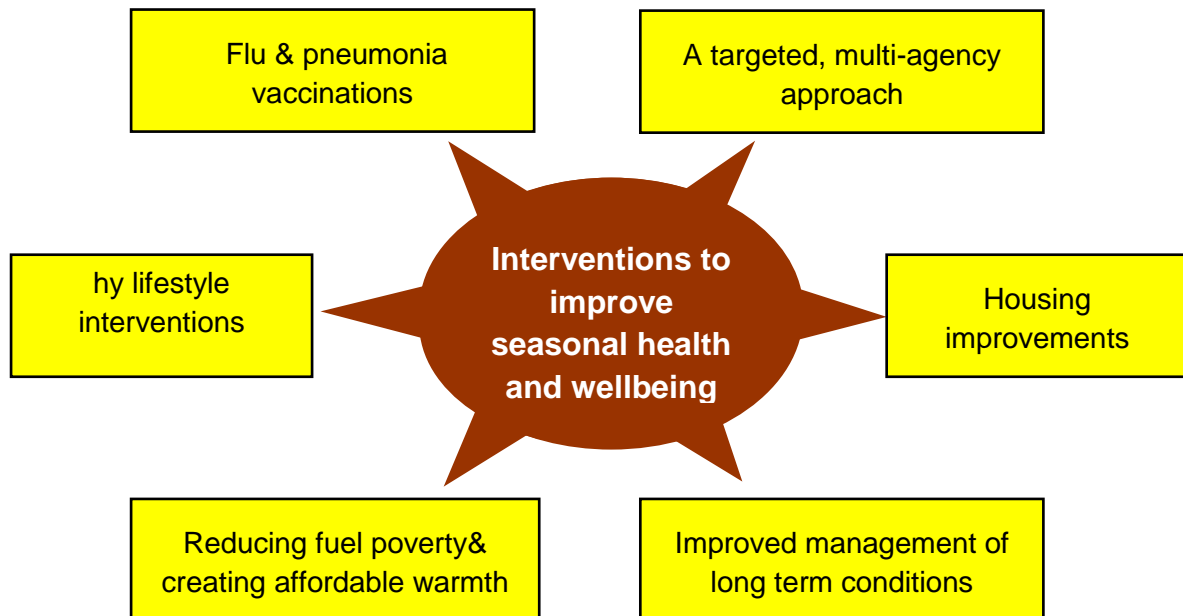 Flu & pneumonia
vaccinations
A targeted, multi-agency
approach
hy lifestyle
interventions
Interventions to
improve
seasonal health
and wellbeing
Housing
improvements
Reducing fuel poverty&
creating affordable warmth
Improved management of
long term conditions